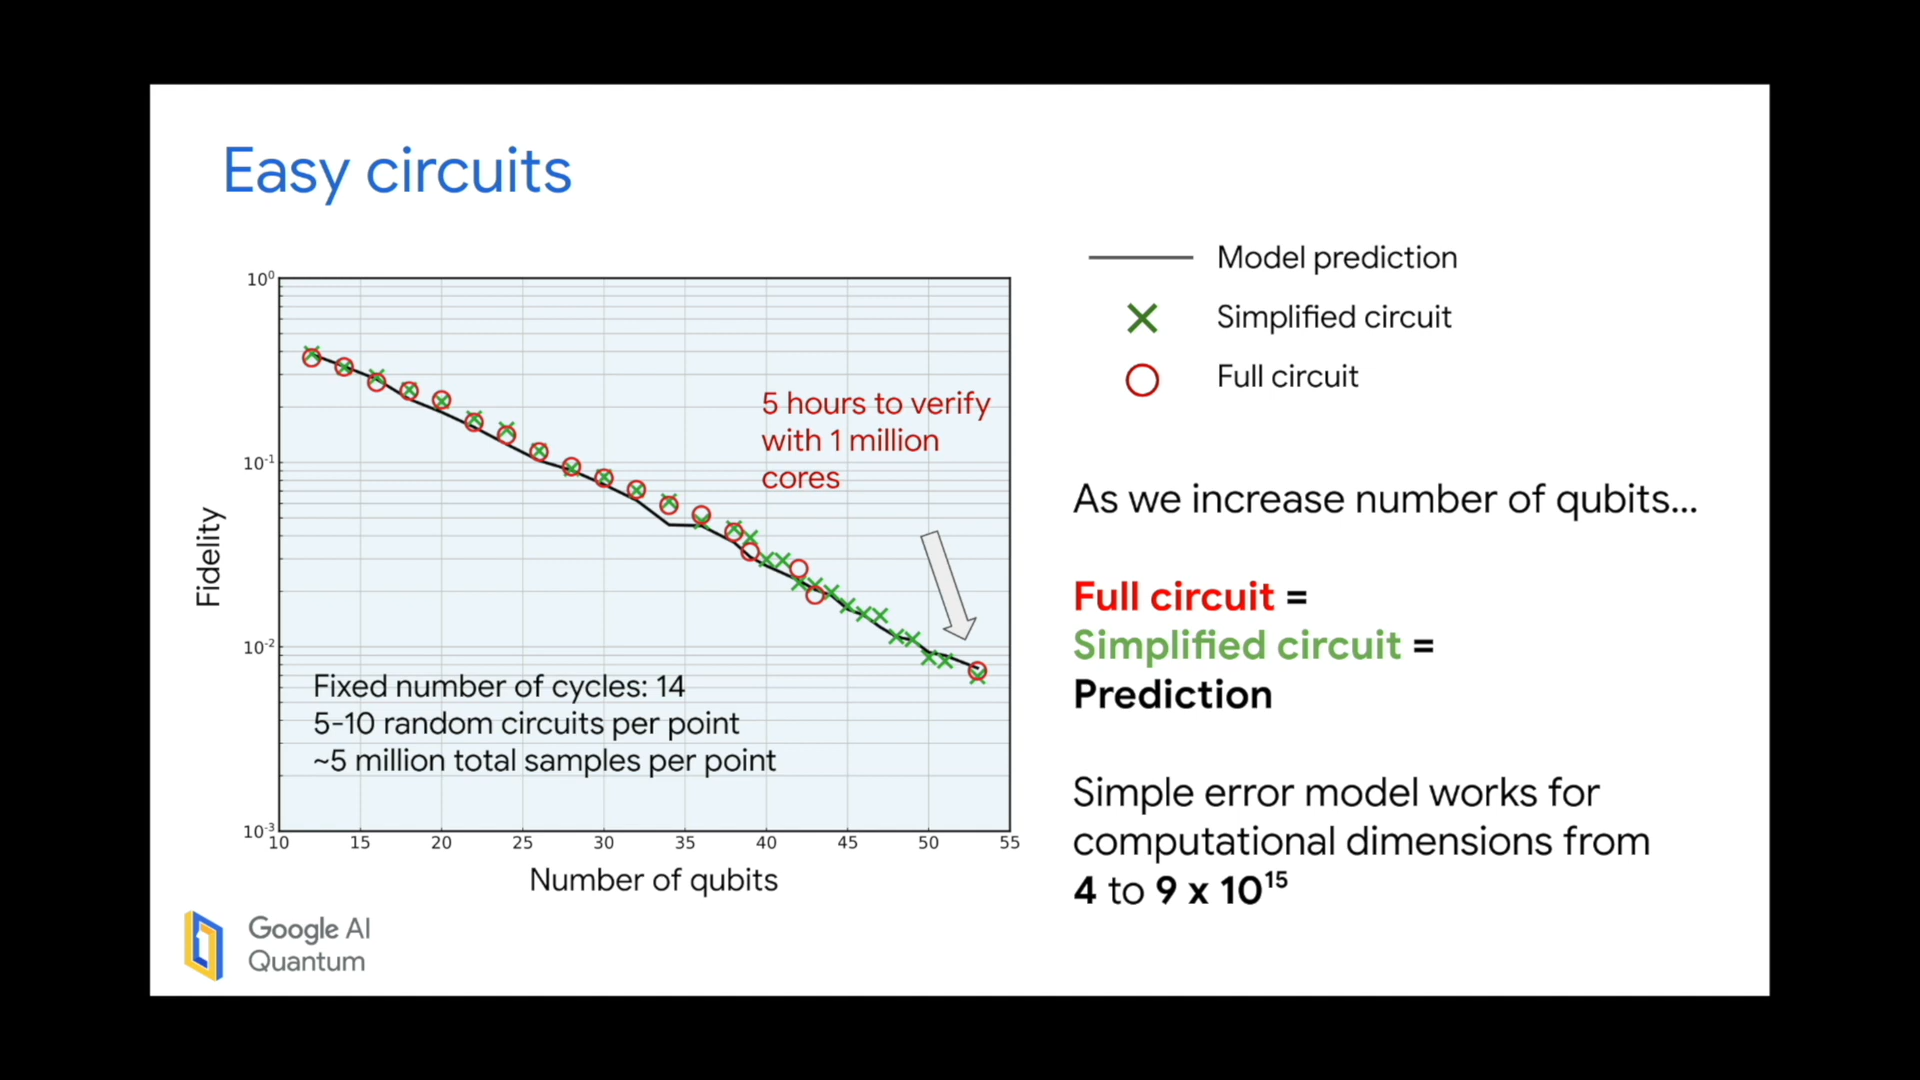 Easy circuits
10⁰
10⁻¹
10⁻²
10⁻³
Fidelity
10 15 20 25 30 35 40 45 50 55
Number of qubits
5 hours to verify
with 1 million
cores
Fixed number of cycles: 14
5-10 random circuits per point
~5 million total samples per point
Model prediction
Simplified circuit
Full circuit
As we increase number of qubits...
Full circuit =
Simplified circuit =
Prediction
Simple error model works for
computational dimensions from
4 to 9 x 10¹⁵
Google AI
Quantum